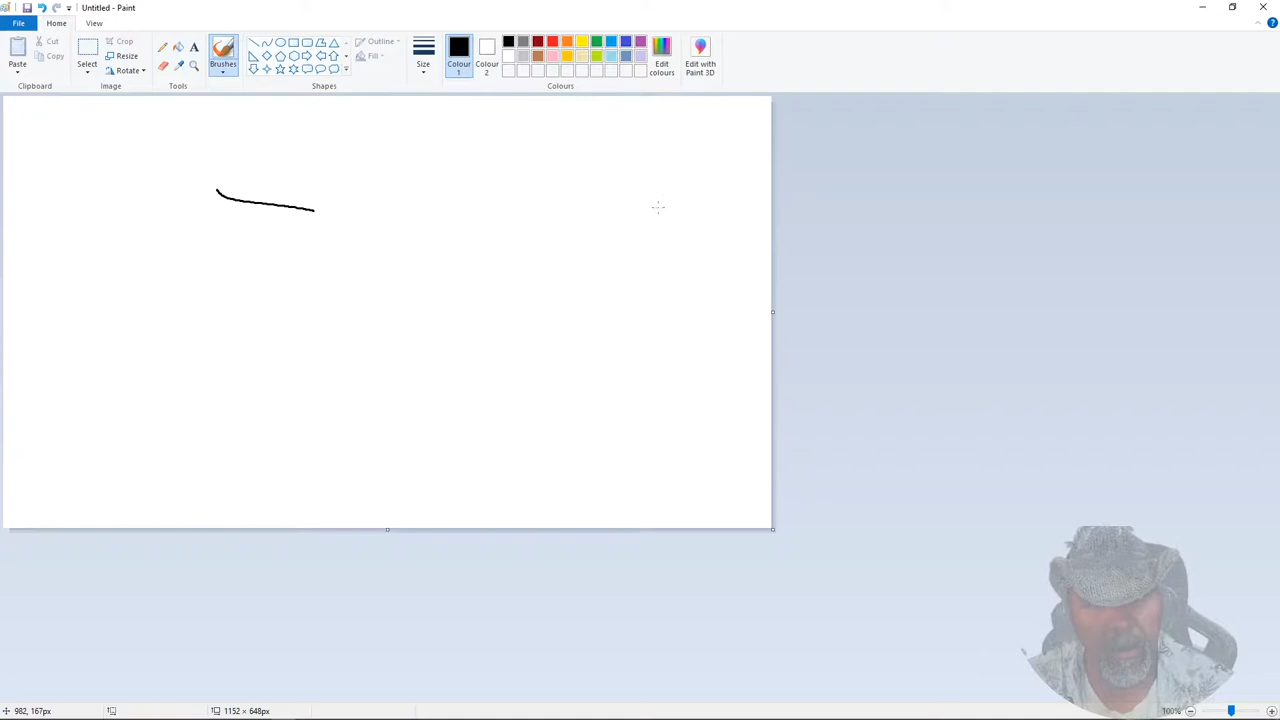 Untitled - Paint
File Home View
Paste
Cut
Copy
Clipboard
Select
Crop
Resize
Rotate
Image
A
Tools
Brushes
Outline
Fill
Shapes
Size
Colour 1
Colour 2
Edit colours
Edit with Paint 3D
Colours
982, 167px
1152 × 648px
100%